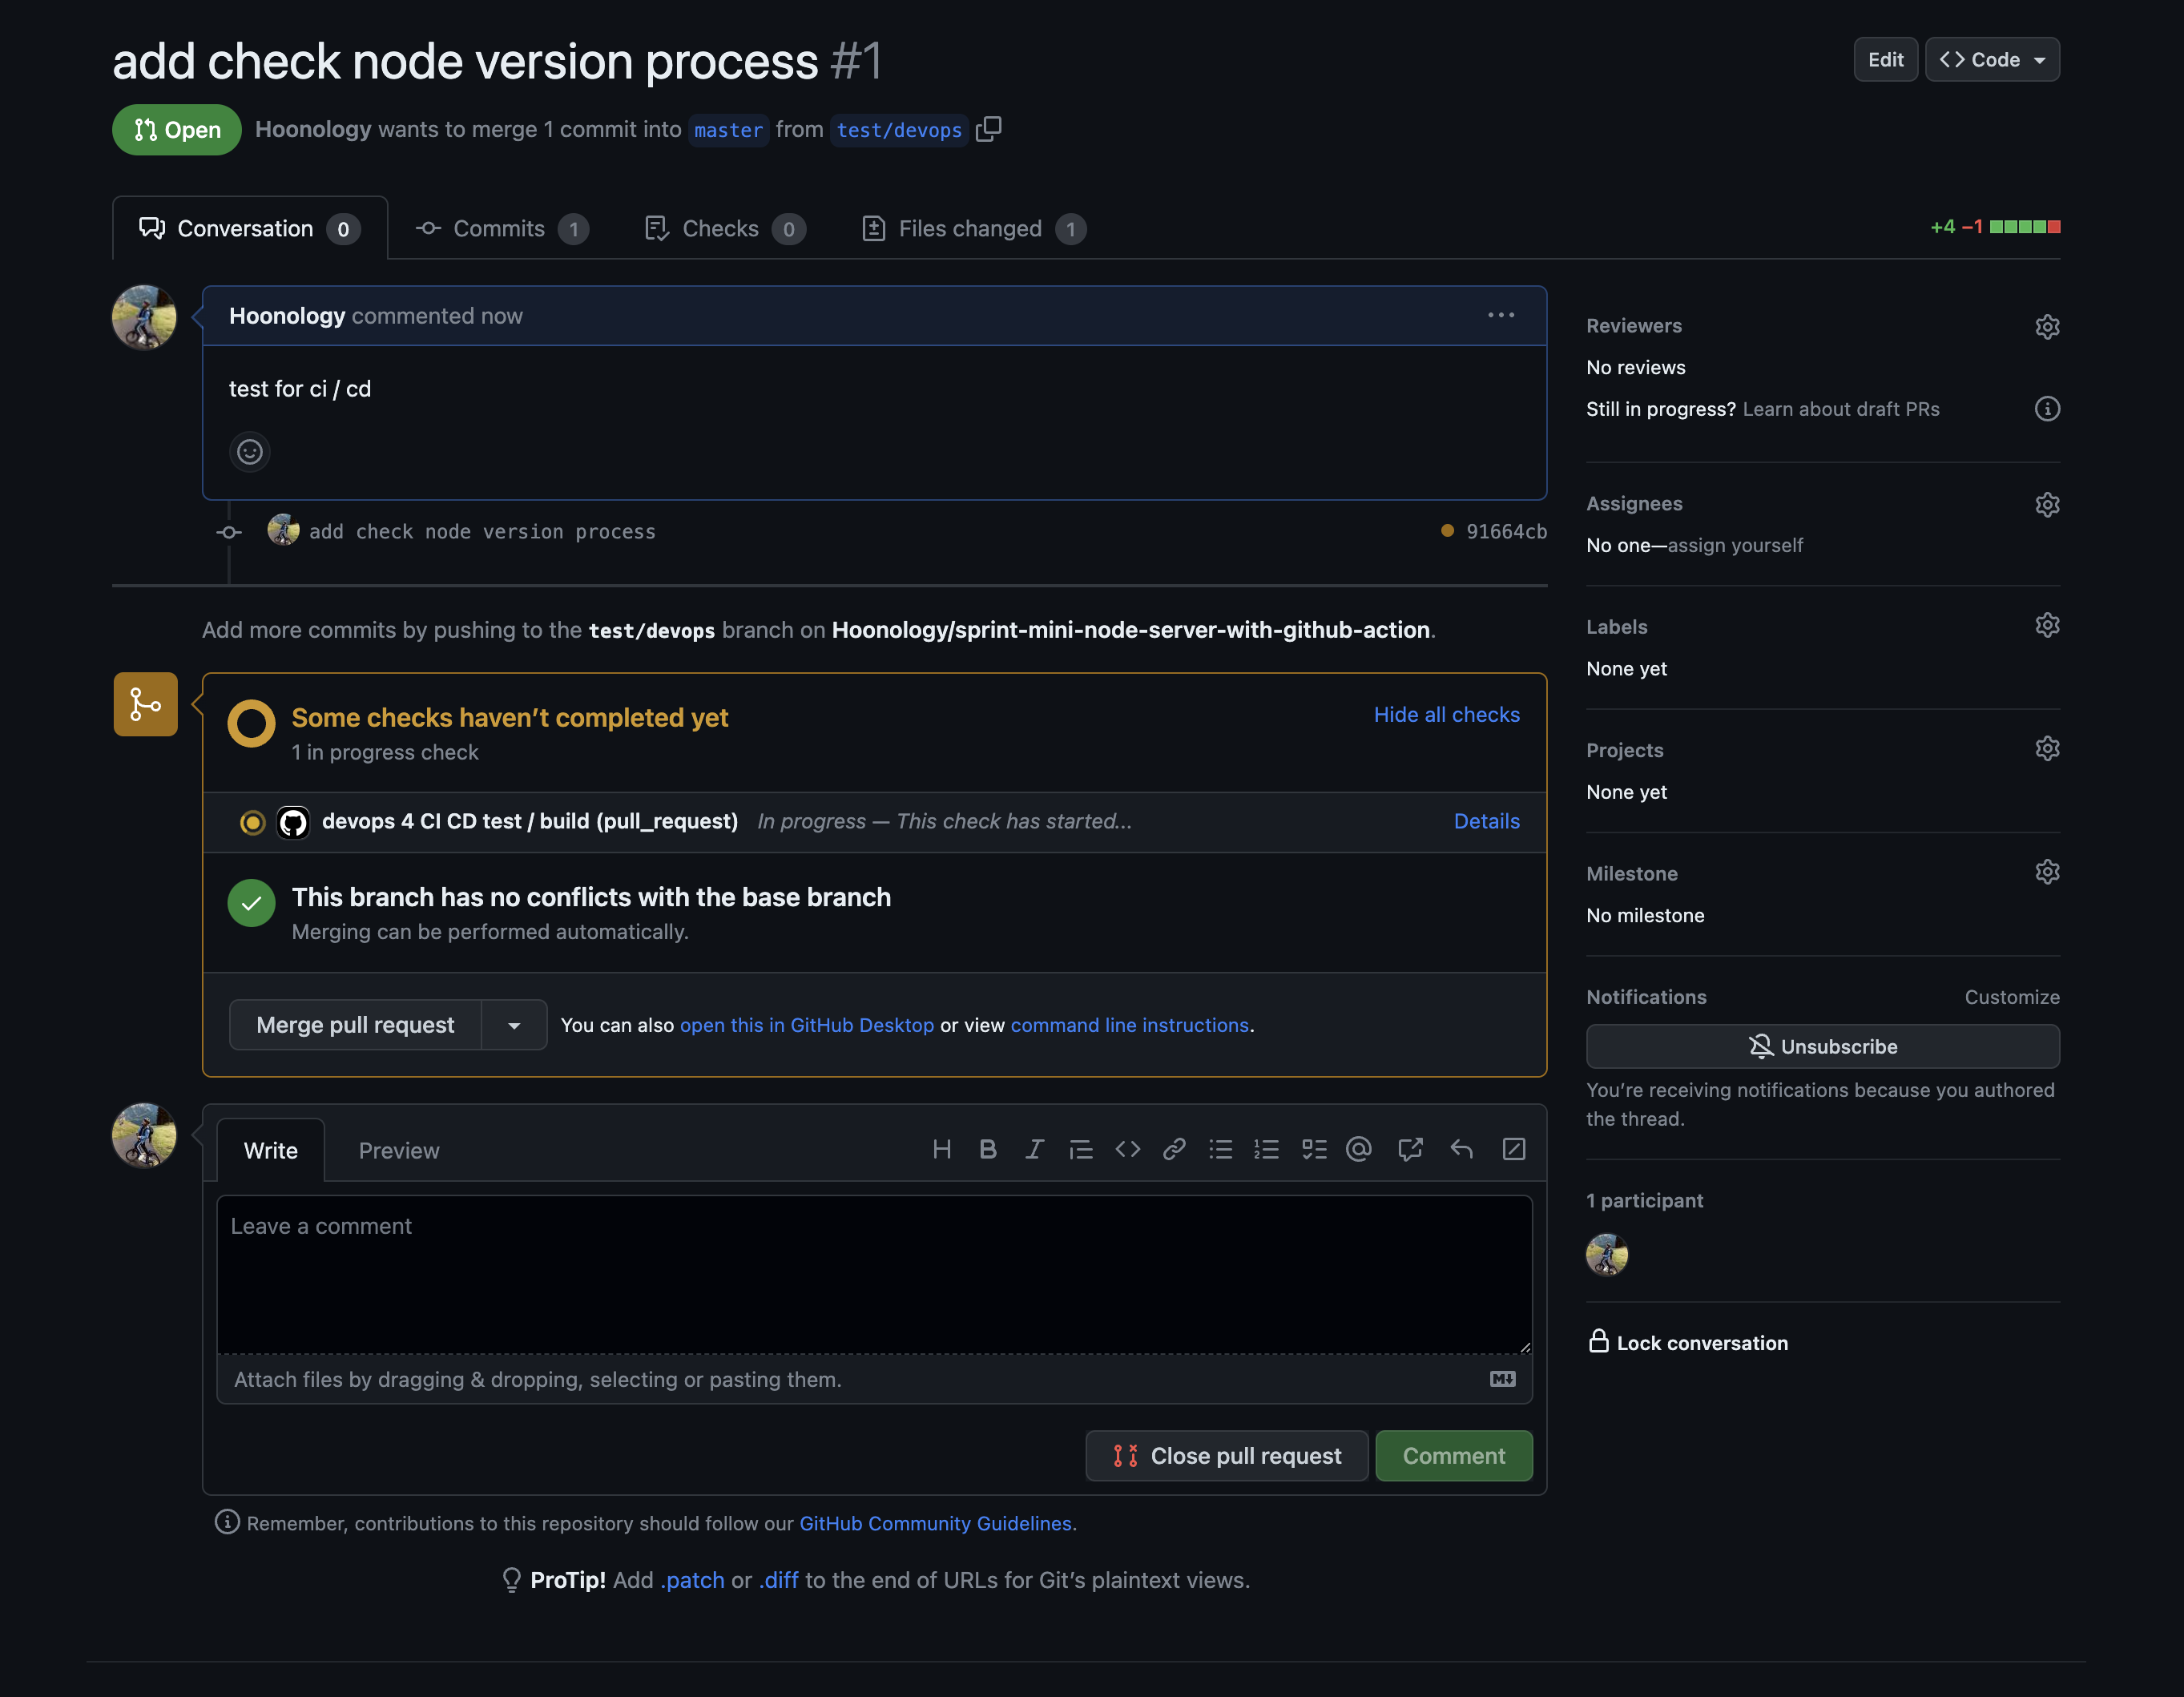 add check node version process #1
Edit
Code
Open
Hoonology wants to merge 1 commit into master from test/devops
Conversation 0
Commits 1
Checks 0
Files changed 1
+4 −1
Hoonology commented now
test for ci / cd
add check node version process
91664cb
Add more commits by pushing to the test/devops branch on Hoonology/sprint-mini-node-server-with-github-action.
Some checks haven’t completed yet
Hide all checks
1 in progress check
devops 4 CI CD test / build (pull_request) In progress — This check has started...
Details
This branch has no conflicts with the base branch
Merging can be performed automatically.
Merge pull request
You can also open this in GitHub Desktop or view command line instructions.
Write
Preview
Leave a comment
Attach files by dragging & dropping, selecting or pasting them.
Close pull request
Comment
Remember, contributions to this repository should follow our GitHub Community Guidelines.
ProTip! Add .patch or .diff to the end of URLs for Git’s plaintext views.
Reviewers
No reviews
Still in progress? Learn about draft PRs
Assignees
No one—assign yourself
Labels
None yet
Projects
None yet
Milestone
No milestone
Notifications
Customize
Unsubscribe
You’re receiving notifications because you authored
the thread.
1 participant
Lock conversation